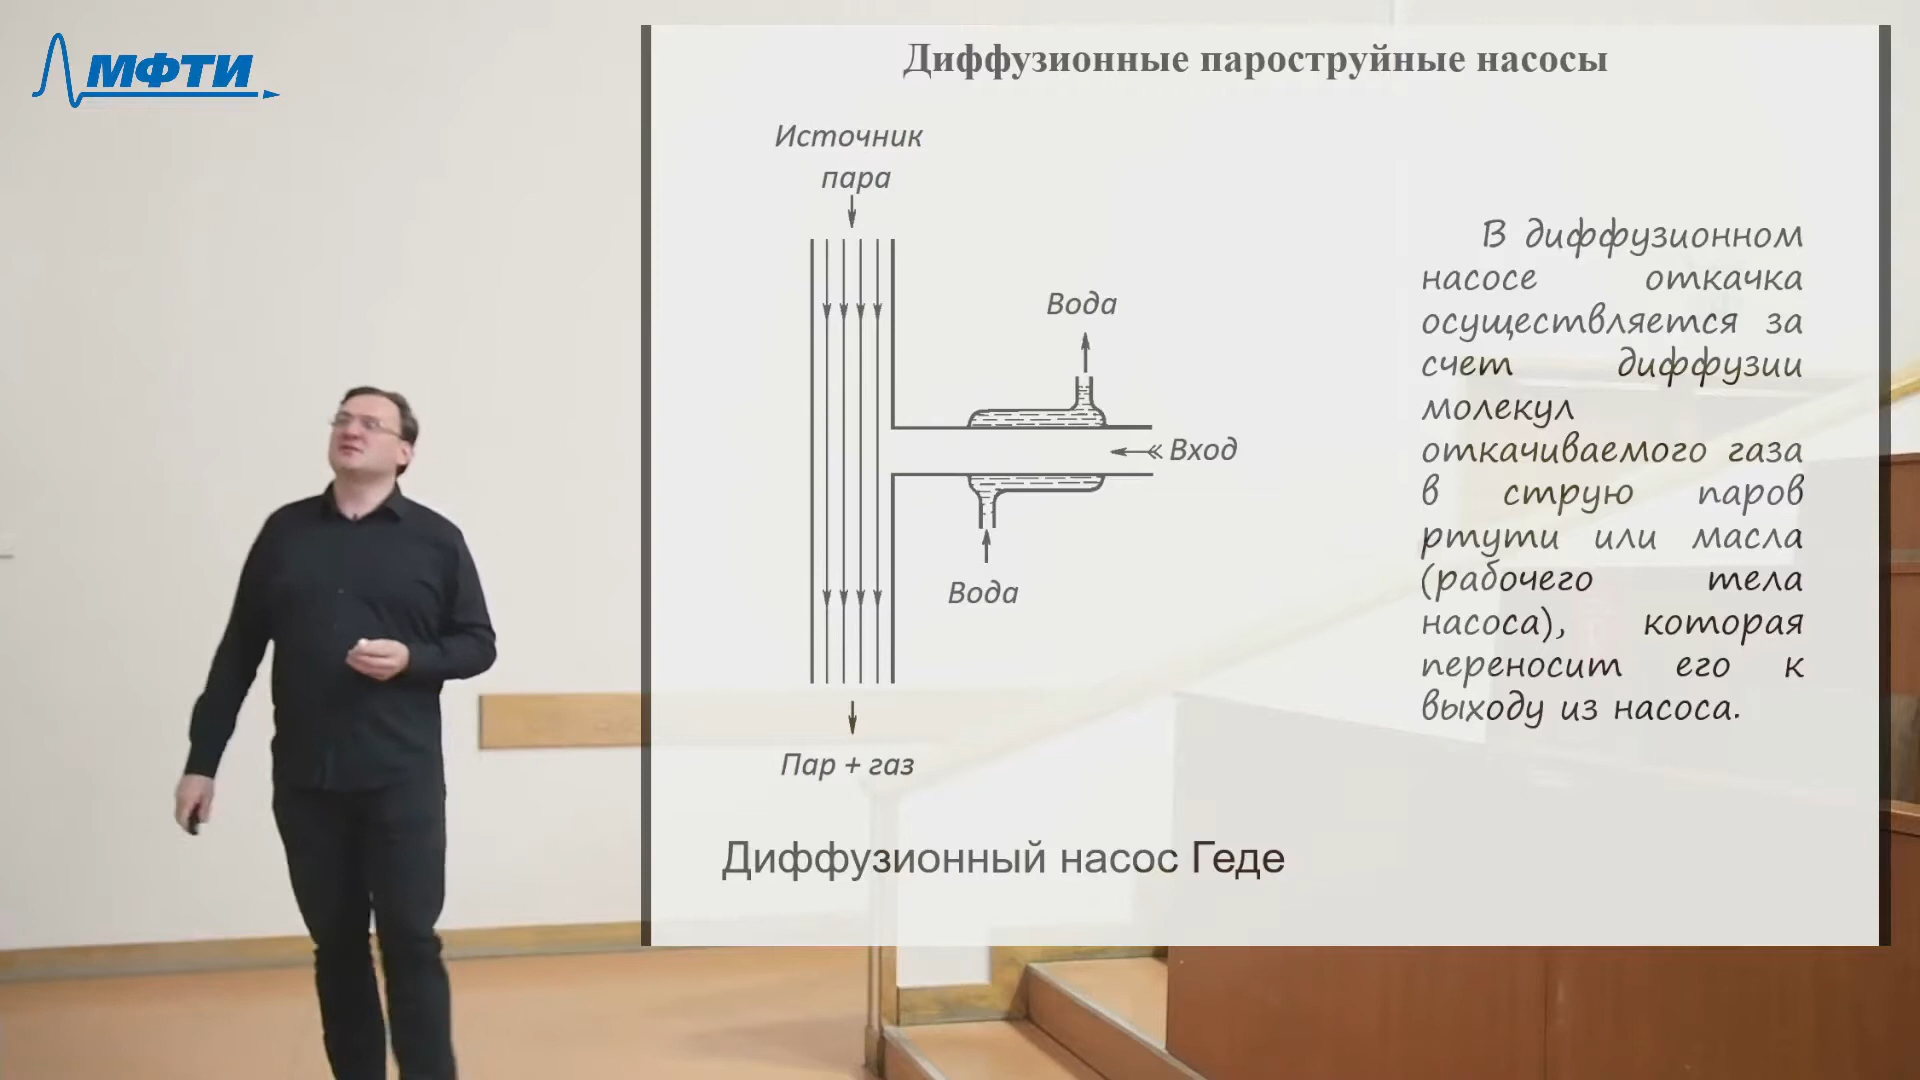 МФТИ
Диффузионные пароструйные насосы
Источник
пара
Вода
Вход
Вода
Пар + газ
Диффузионный насос Геде
В диффузионном
насосе откачка
осуществляется за
счет диффузии
молекул
откачиваемого газа
в струю паров
ртути или масла
(рабочего тела
насоса), которая
переносит его к
выходу из насоса.